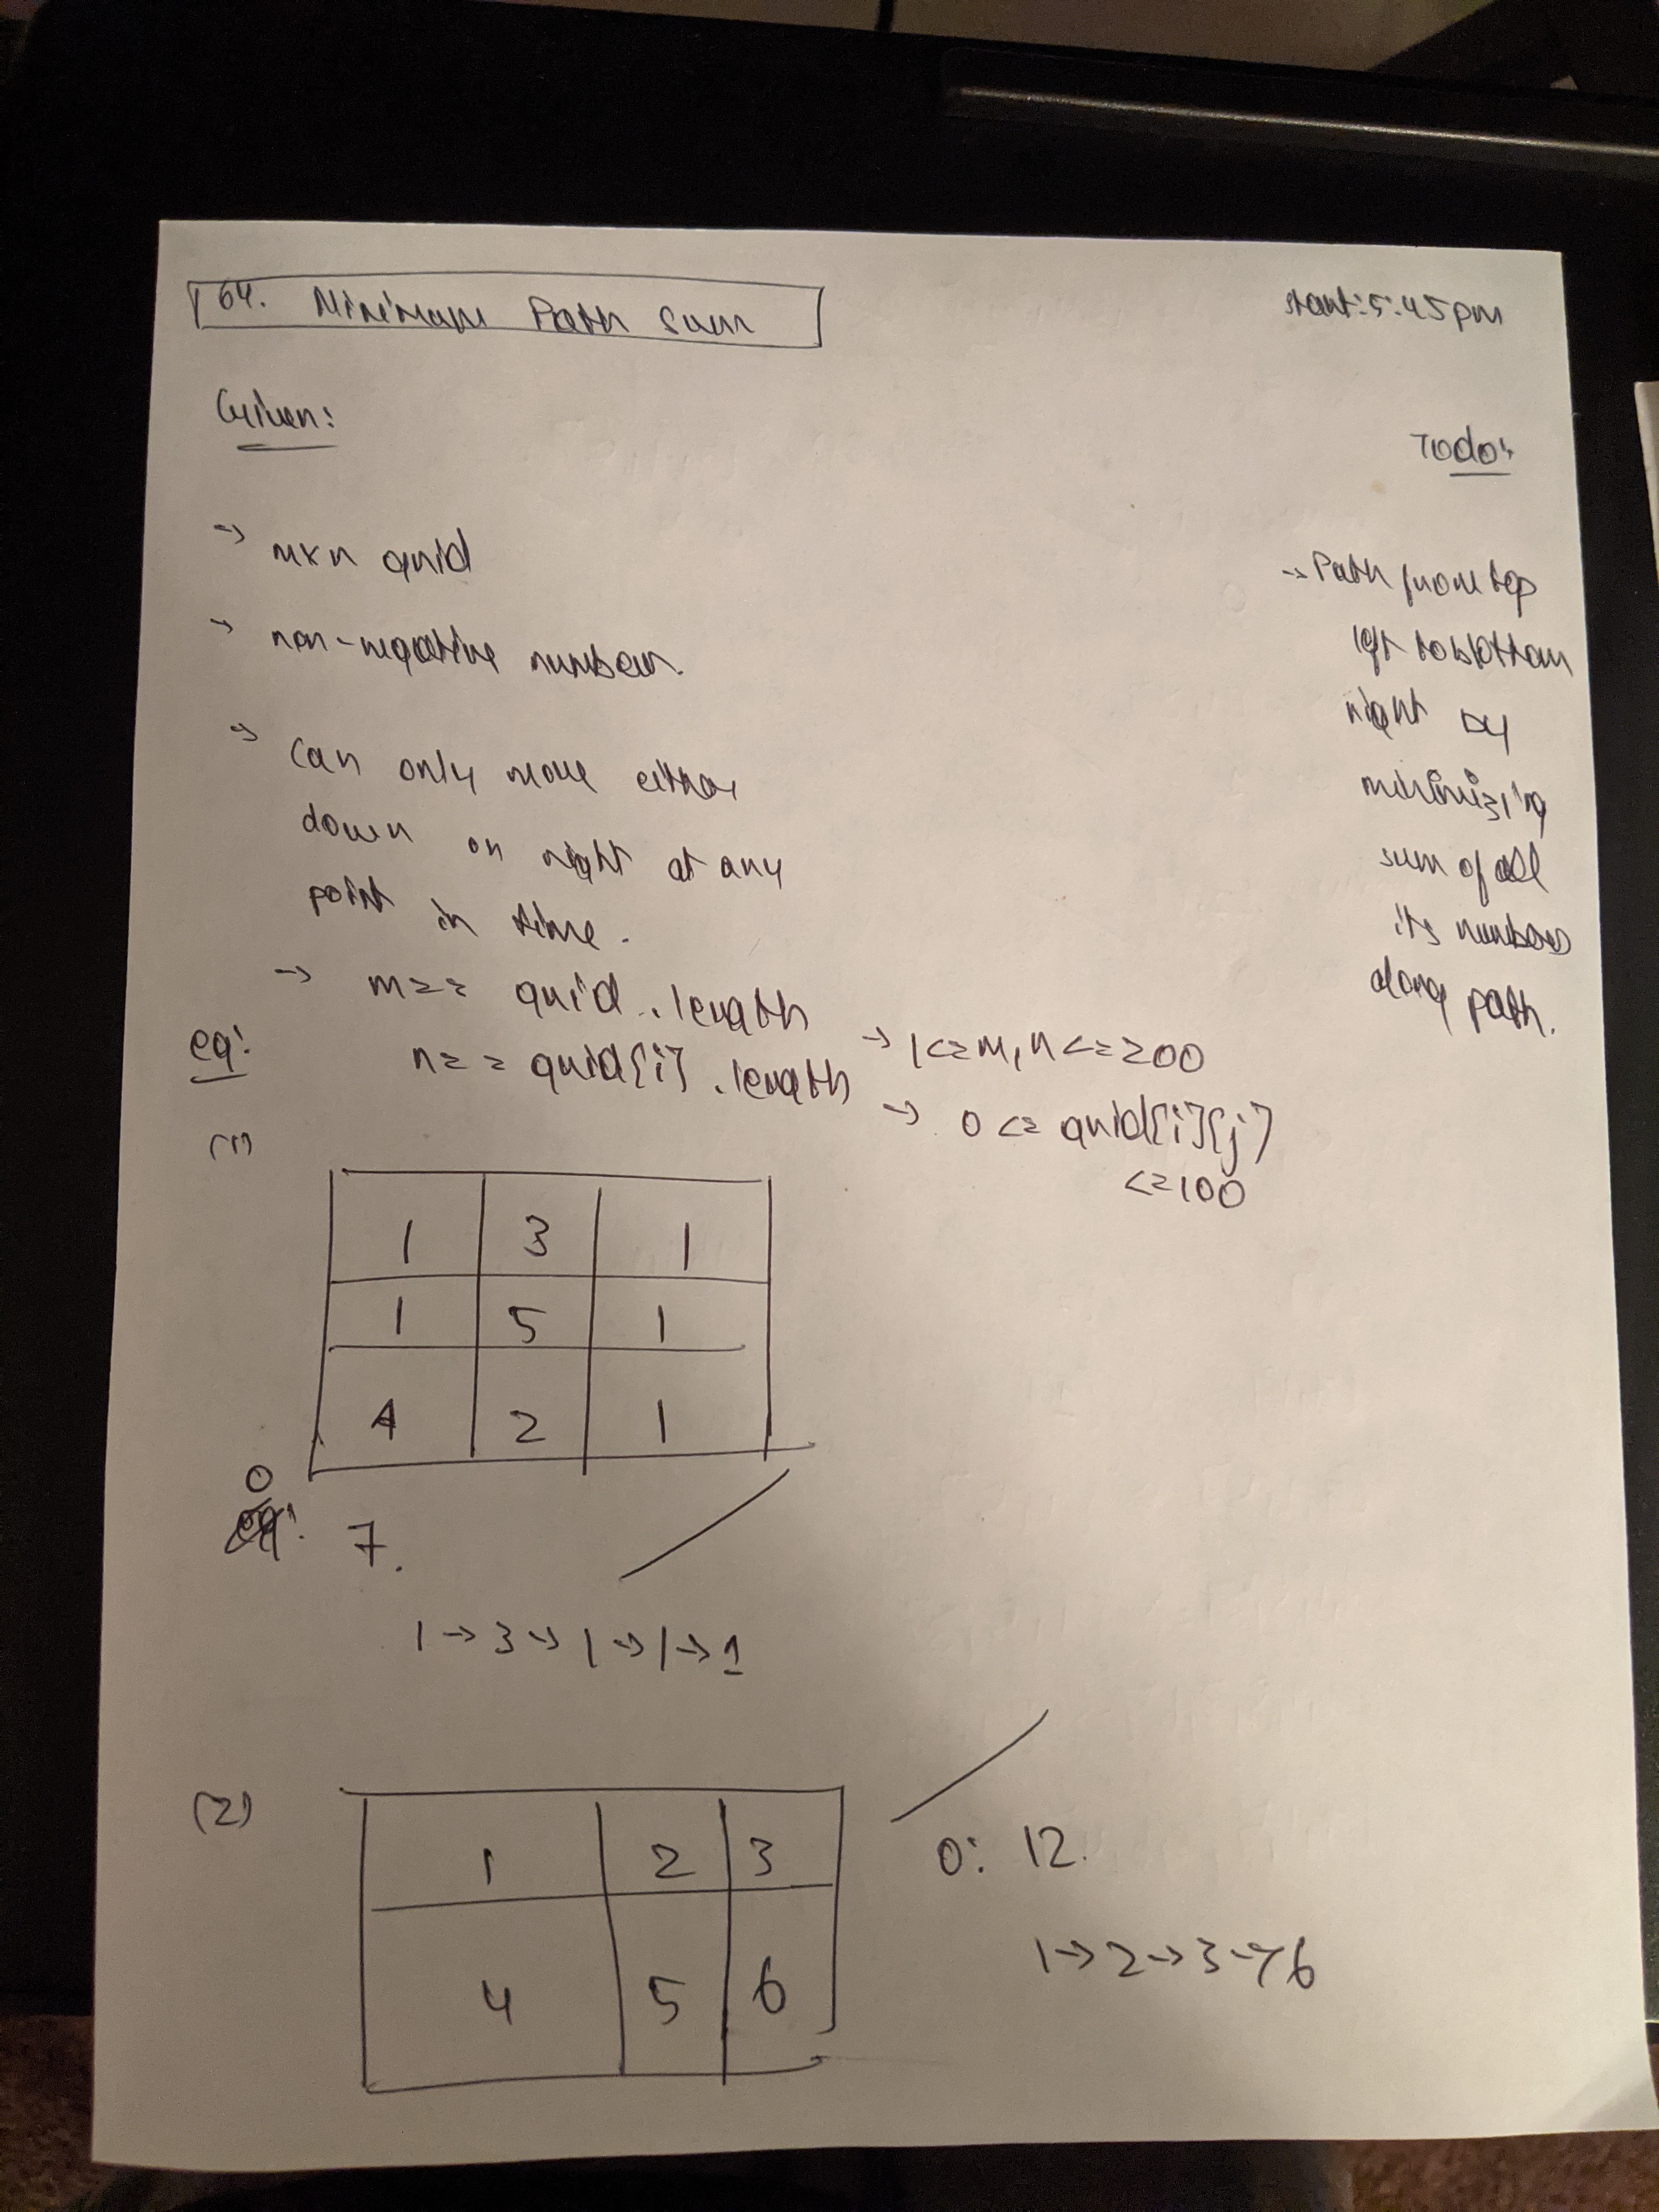 64. Minimum Path Sum
start: 5:45pm
Given:
Todo:
→ mxn grid
→ non-negative numbers.
→ can only move either
down or right at any
point in time.
→ m == grid.length
n == grid[i].length
→ Path from top
left to bottom
right by
minimizing
sum of all
its numbers
along path.
→ 1<=m,n<=200
→ 0<=grid[i][j]
<=100
eg:
(1)
1 3 1
1 5 1
4 2 1
O
: 7.
1→3→1→1→1
(2)
1 2 3
4 5 6
O: 12.
1→2→3→6